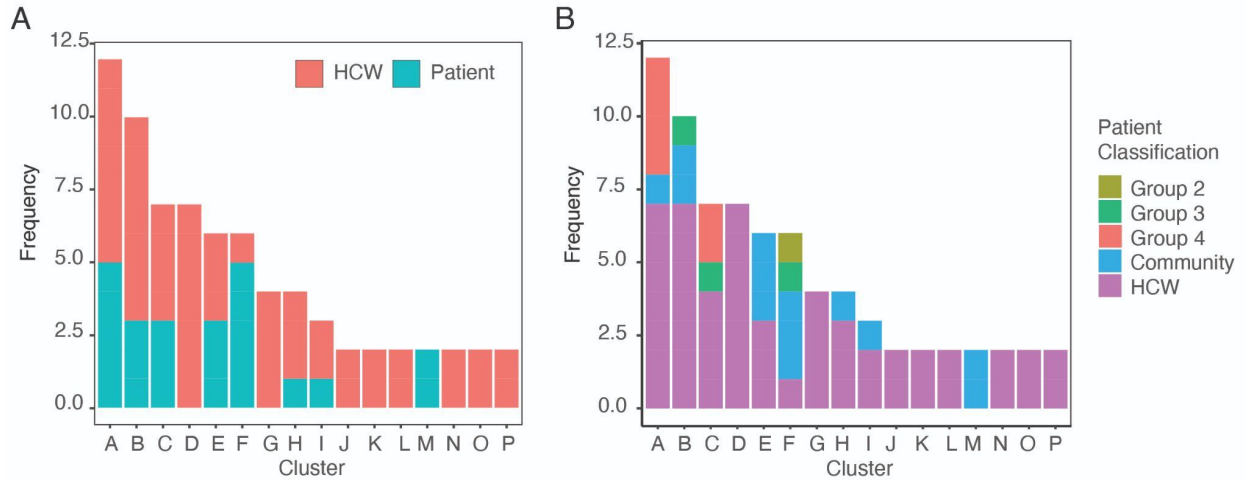 A
12.5
10.0
7.5
5.0
2.5
0.0
Frequency
HCW Patient
A B C D E F G H I J K L M N O P
Cluster
B
12.5
10.0
7.5
5.0
2.5
0.0
Frequency
A B C D E F G H I J K L M N O P
Cluster
Patient
Classification
Group 2
Group 3
Group 4
Community
HCW